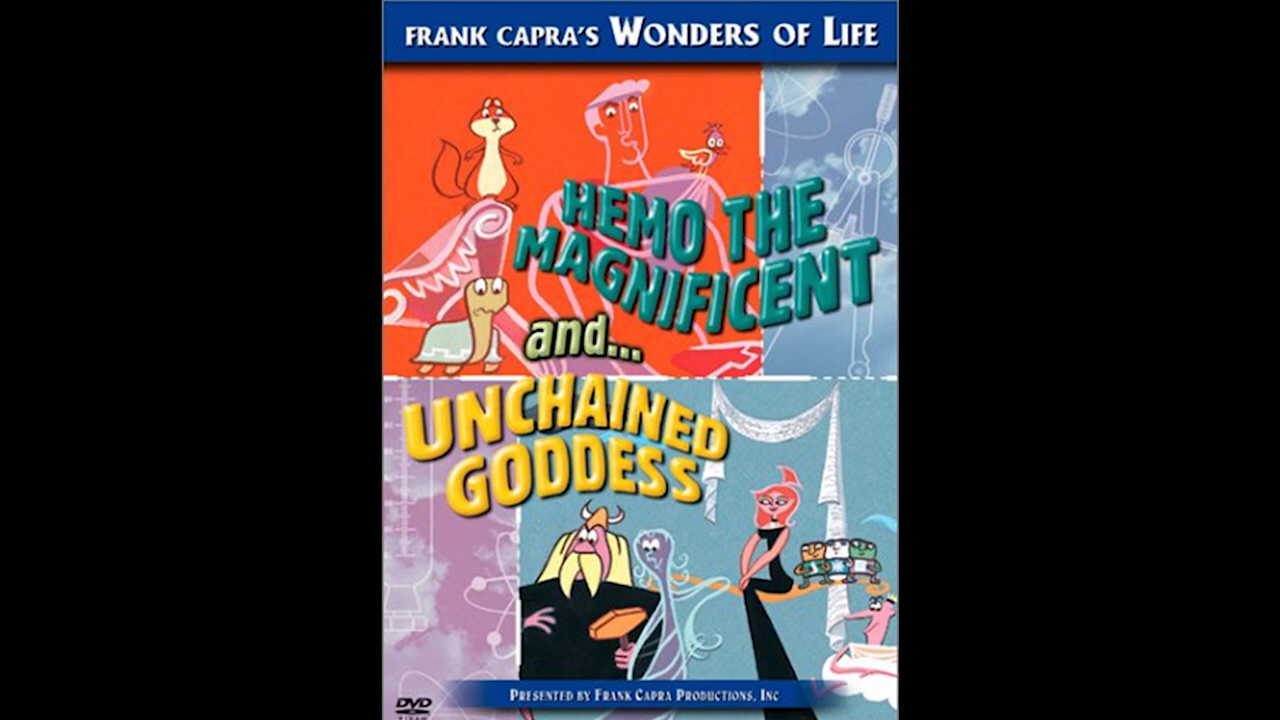 FRANK CAPRA'S WONDERS OF LIFE
HEMO THE
MAGNIFICENT
and...
UNCHAINED
GODDESS
PRESENTED BY FRANK CAPRA PRODUCTIONS, INC
DVD